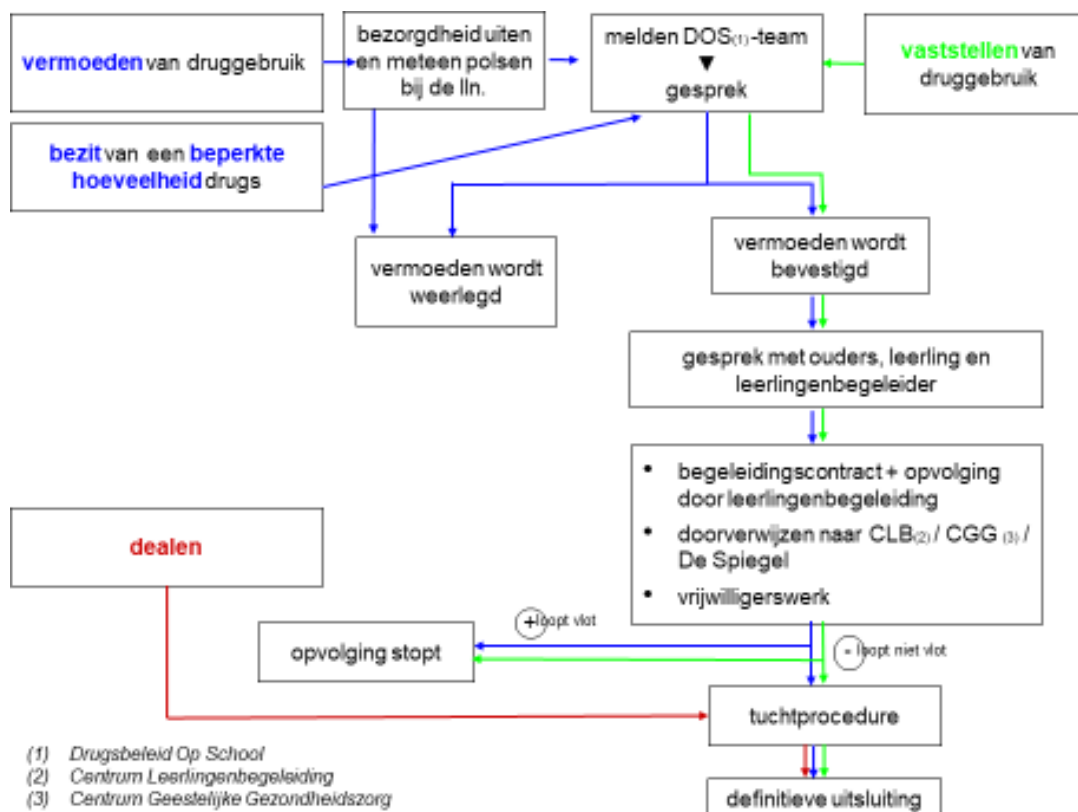 vermoeden van druggebruik
bezorgdheid uiten
en meteen polsen
bij de lln.
melden DOS(1)-team
▼
gesprek
vaststellen van
druggebruik
bezit van een beperkte
hoeveelheid drugs
vermoeden wordt
weerlegd
vermoeden wordt
bevestigd
gesprek met ouders, leerling en
leerlingenbegeleider
• begeleidingscontract + opvolging
door leerlingenbegeleiding
• doorverwijzen naar CLB(2) / CGG (3) /
De Spiegel
• vrijwilligerswerk
dealen
+ loopt vlot
- loopt niet vlot
opvolging stopt
tuchtprocedure
definitieve uitsluiting
(1) Drugsbeleid Op School
(2) Centrum Leerlingenbegeleiding
(3) Centrum Geestelijke Gezondheidszorg